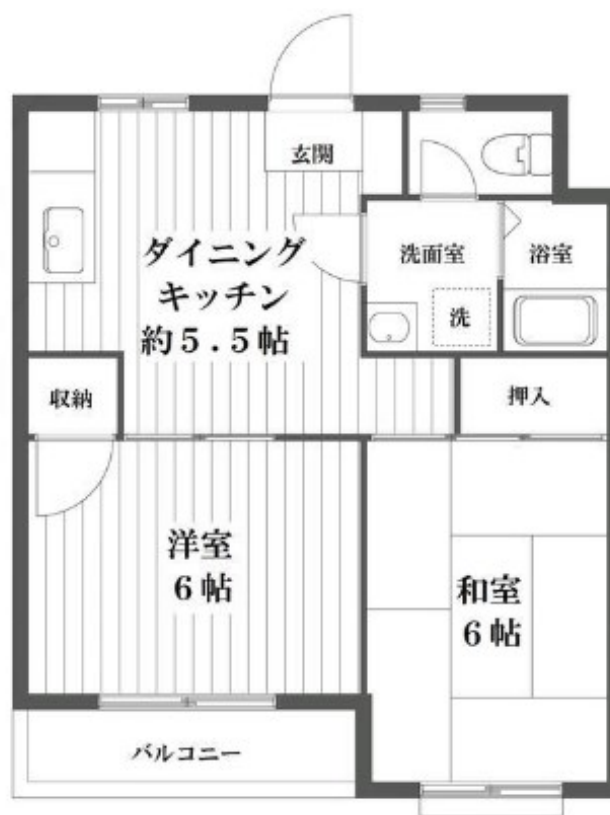 玄関
ダイニング
キッチン
約5.5帖
洗面室
浴室
洗
収納
押入
洋室
6帖
和室
6帖
バルコニー